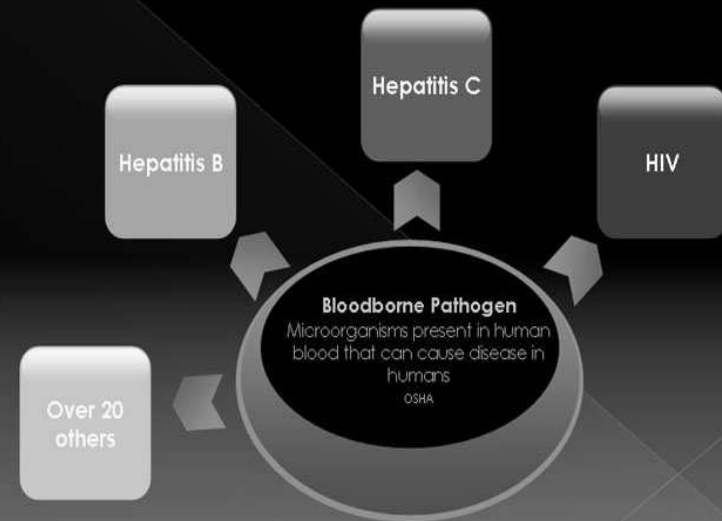 Hepatitis C
Hepatitis B
HIV
Bloodborne Pathogen
Microorganisms present in human
blood that can cause disease in
humans
OSHA
Over 20
others